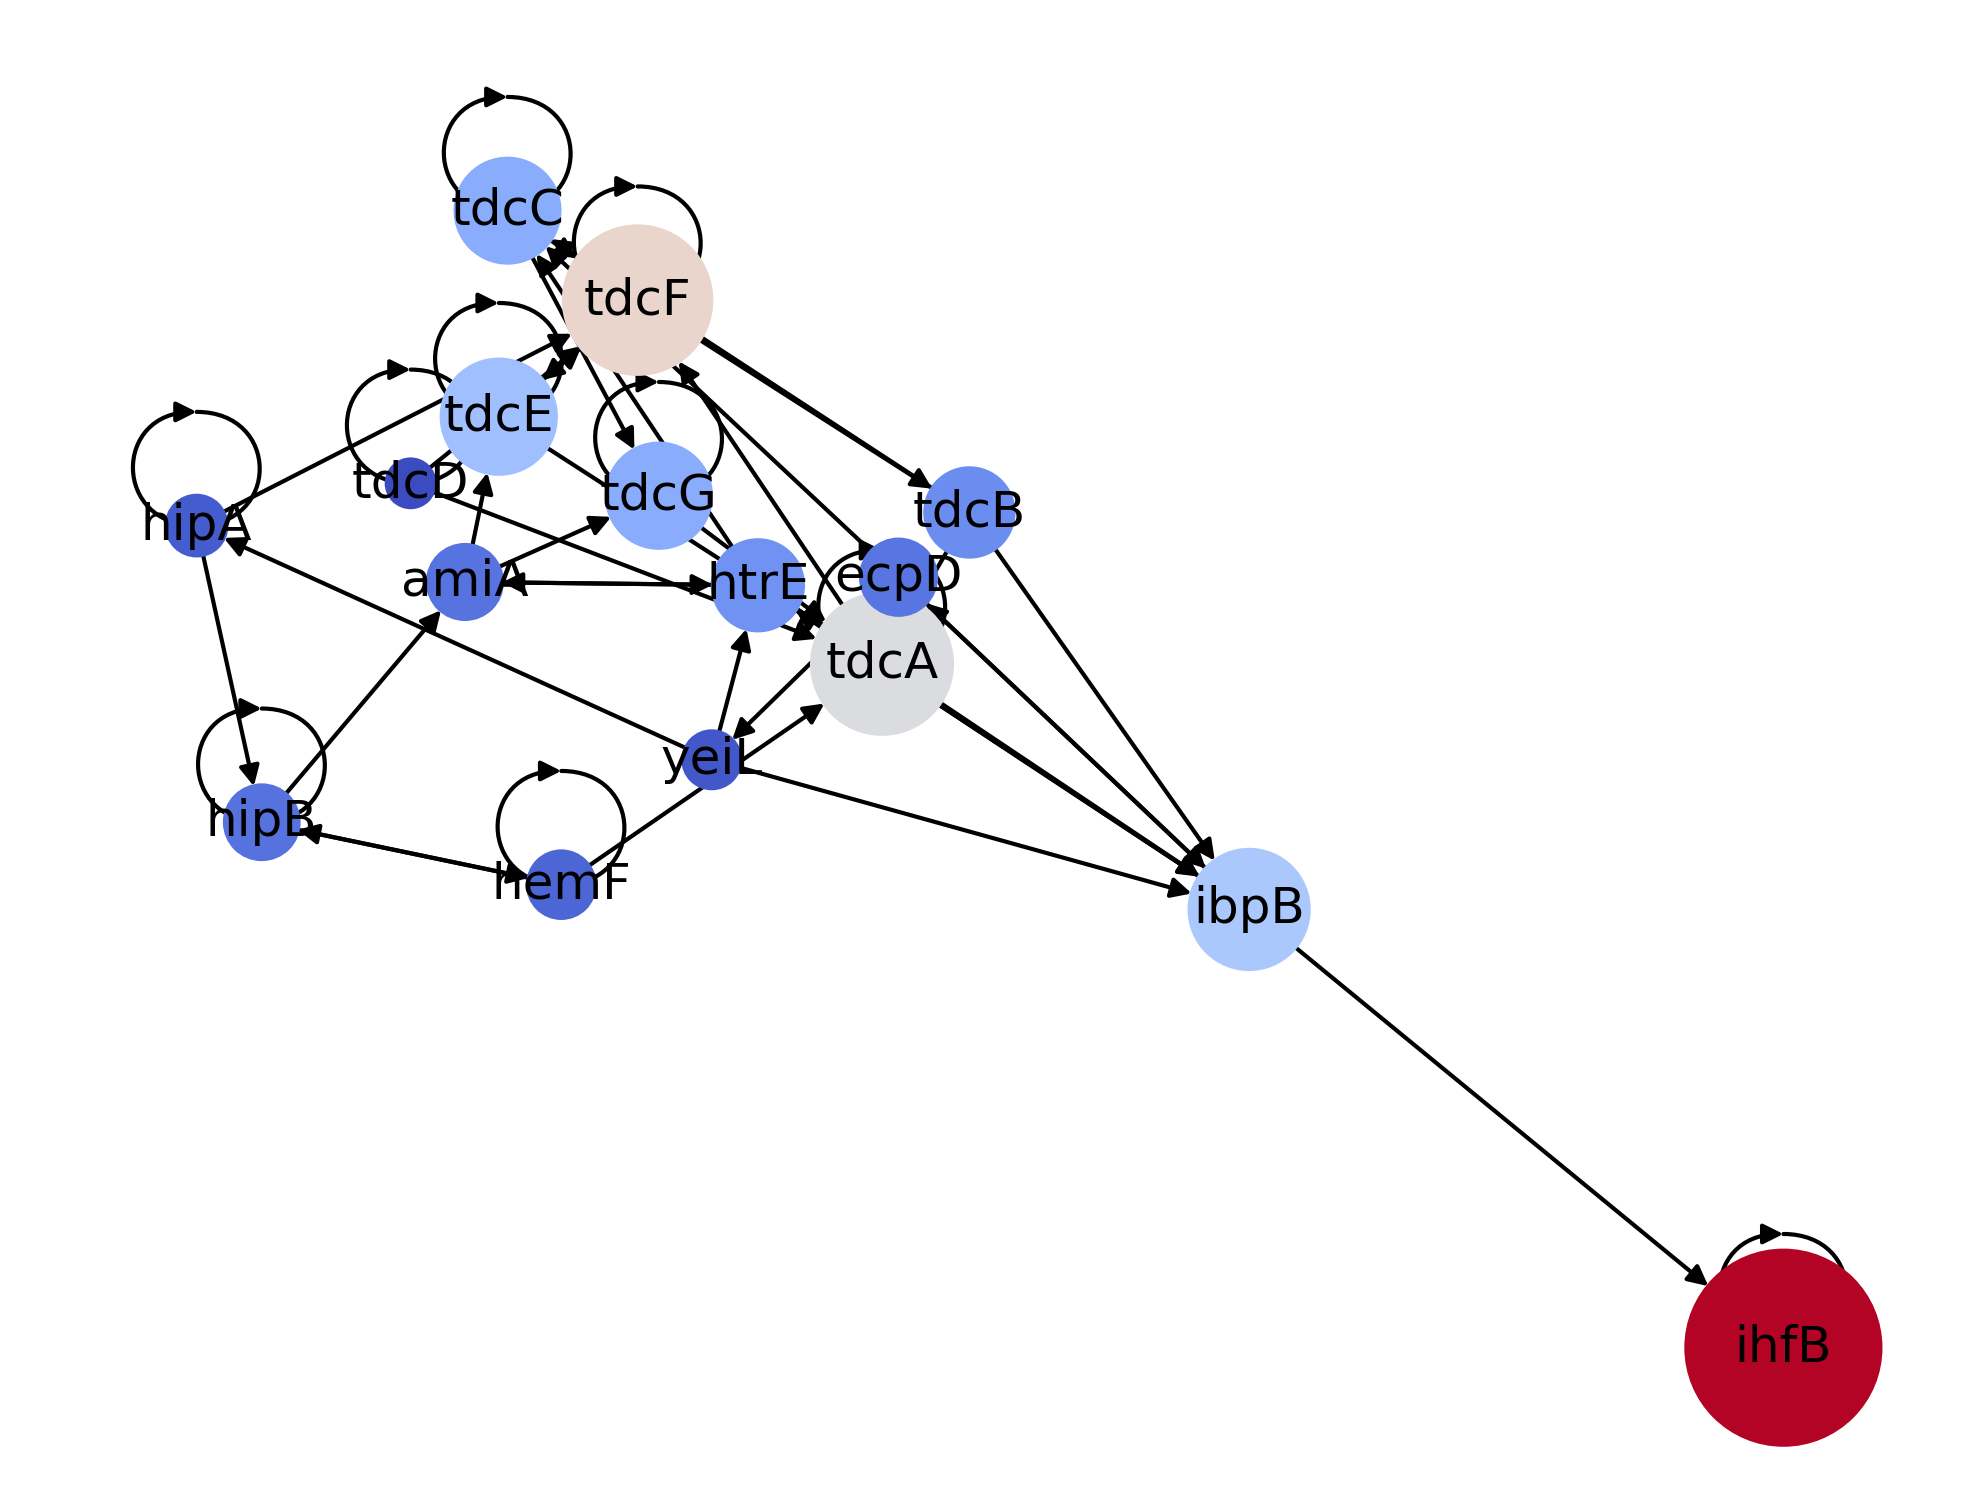 tdcC
tdcF
tdcE
tdcD
tdcG
hipA
tdcB
amiA
htrE
ecpD
tdcA
yeiL
hipB
hemF
ibpB
ihfB